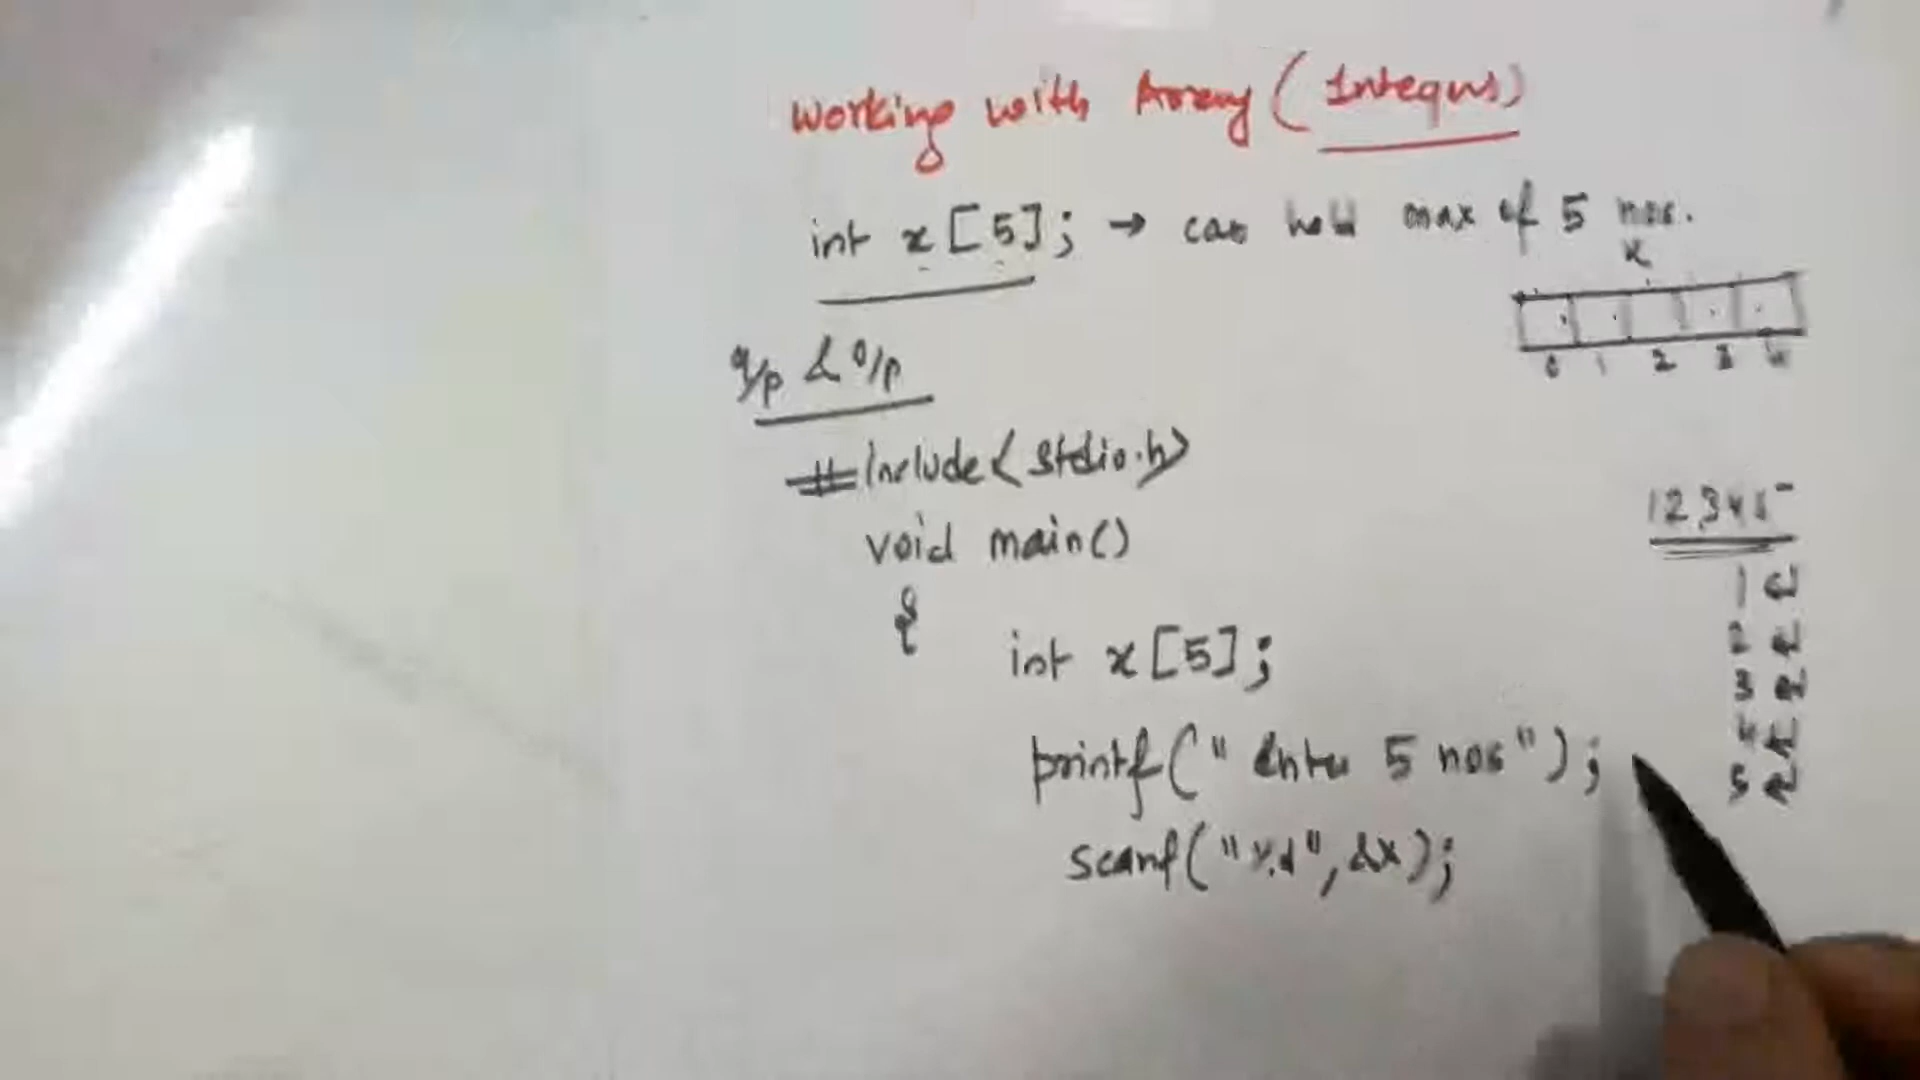 Working with Array (Integers)
int x[5]; → can hold max of 5 nos.
x
0 1 2 3 4
I/p & O/p
#include<stdio.h>
void main()
{
int x[5];
printf("Enter 5 nos");
scanf("%d",&x);
12345
1
2
3
4
5